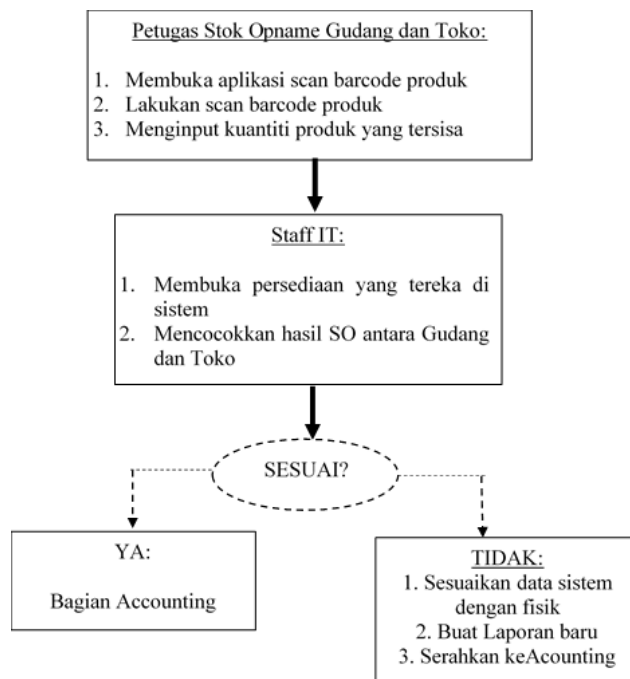 Petugas Stok Opname Gudang dan Toko:
1. Membuka aplikasi scan barcode produk
2. Lakukan scan barcode produk
3. Menginput kuantiti produk yang tersisa
Staff IT:
1. Membuka persediaan yang tereka di
sistem
2. Mencocokkan hasil SO antara Gudang
dan Toko
SESUAI?
YA:
Bagian Accounting
TIDAK:
1. Sesuaikan data sistem
dengan fisik
2. Buat Laporan baru
3. Serahkan keAcounting